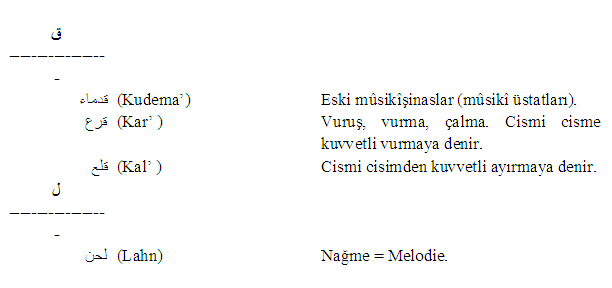 ق
-----------------
-
قدماء (Kudema’) Eski mûsikîşinaslar (mûsikî üstatları).
قرع (Kar’ ) Vuruş, vurma, çalma. Cismi cisme
kuvvetli vurmaya denir.
قلع (Kal’ ) Cismi cisimden kuvvetli ayırmaya denir.
ل
-----------------
-
لحن (Lahn) Nağme = Melodie.